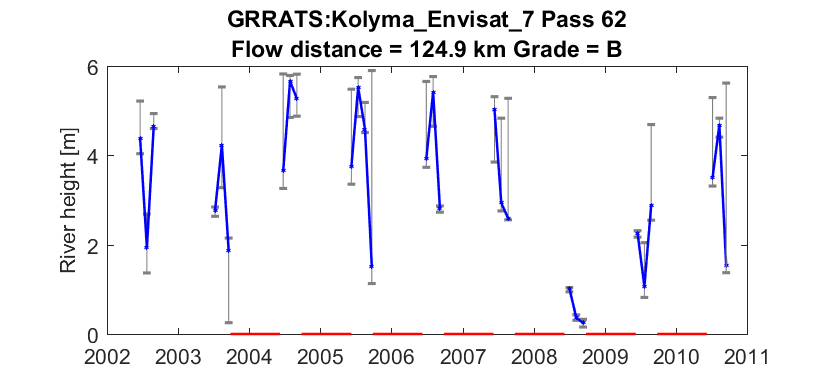 GRRATS:Kolyma_Envisat_7 Pass 62
Flow distance = 124.9 km Grade = B
River height [m]
6
4
2
0
2002 2003 2004 2005 2006 2007 2008 2009 2010 2011